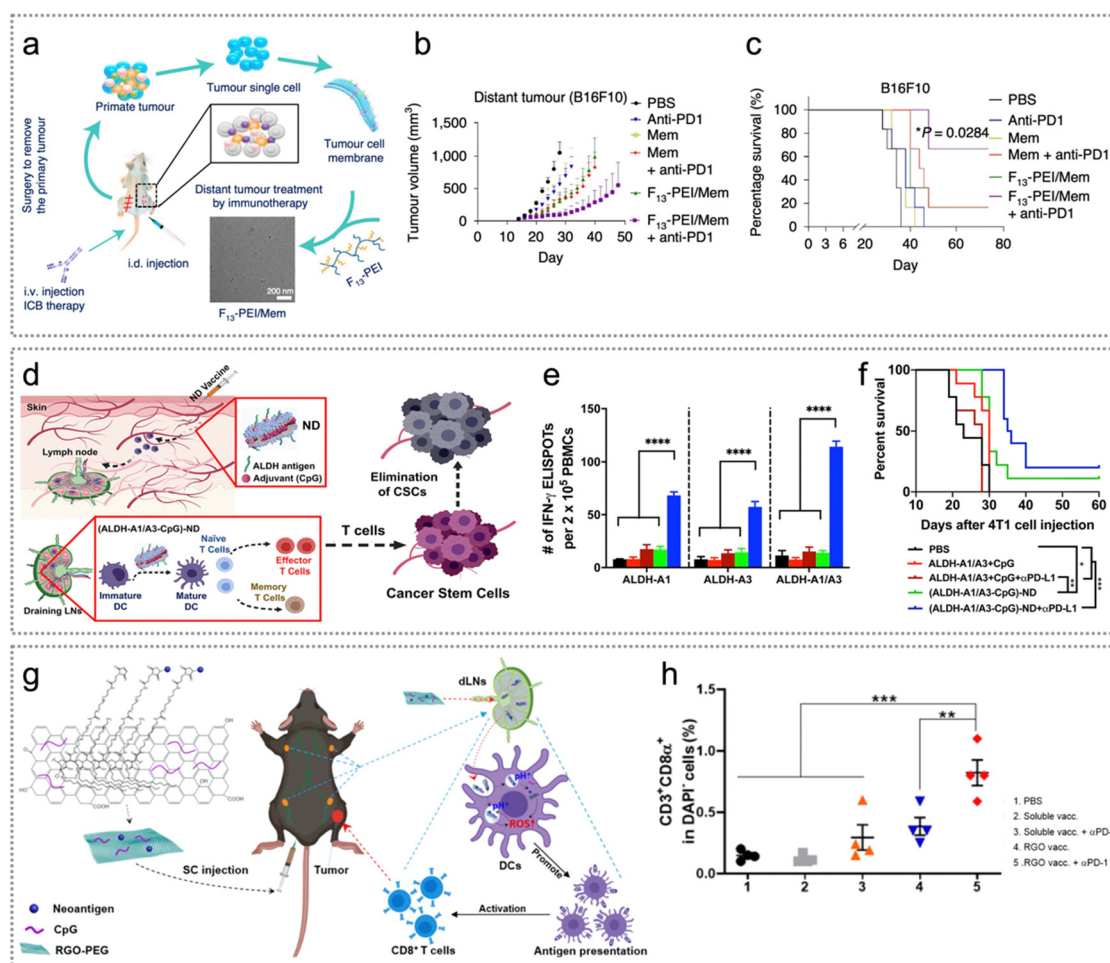 a
Primate tumour
Tumour single cell
Tumour cell
membrane
Surgery to remove
the primary tumour
Distant tumour treatment
by immunotherapy
i.d. injection
i.v. injection
ICB therapy
200 nm
F₁₃-PEI/Mem
F₁₃-PEI
b
Distant tumour (B16F10)
Tumour volume (mm³)
1,500
1,000
500
0
0 10 20 30 40 50
Day
PBS
Anti-PD1
Mem
Mem
+ anti-PD1
F₁₃-PEI/Mem
F₁₃-PEI/Mem
+ anti-PD1
c
B16F10
Percentage survival (%)
100
80
60
40
20
0
*P = 0.0284
0 3 6 20 40 60 80
Day
PBS
Anti-PD1
Mem
Mem + anti-PD1
F₁₃-PEI/Mem
F₁₃-PEI/Mem
+ anti-PD1
d
ND Vaccine
Skin
Lymph node
ND
ALDH antigen
Adjuvant (CpG)
(ALDH-A1/A3-CpG)-ND
Naïve
T Cells
Effector
T Cells
Memory
T Cells
Immature
DC
Mature
DC
Draining LNs
T cells
Elimination
of CSCs
Cancer Stem Cells
e
# of IFN-γ ELISPOTs
per 2 x 10⁵ PBMCs
150
100
50
0
****
****
****
ALDH-A1
ALDH-A3
ALDH-A1/A3
f
Percent survival
100
50
0
0 10 20 30 40 50 60
Days after 4T1 cell injection
PBS
ALDH-A1/A3+CpG
ALDH-A1/A3+CpG+αPD-L1
(ALDH-A1/A3-CpG)-ND
(ALDH-A1/A3-CpG)-ND+αPD-L1
**
*
***
g
OH
HO
COOH
COOH
SC injection
Tumor
Neoantigen
CpG
RGO-PEG
dLNs
pH↑
pH↑
ROS↑
DCs
Promote
Activation
CD8⁺ T cells
Antigen presentation
h
CD3⁺CD8α⁺
in DAPI⁻ cells (%)
1.5
1.0
0.5
0.0
***
**
1 2 3 4 5
1. PBS
2. Soluble vacc.
3. Soluble vacc. + αPD-1
4. RGO vacc.
5 .RGO vacc. + αPD-1